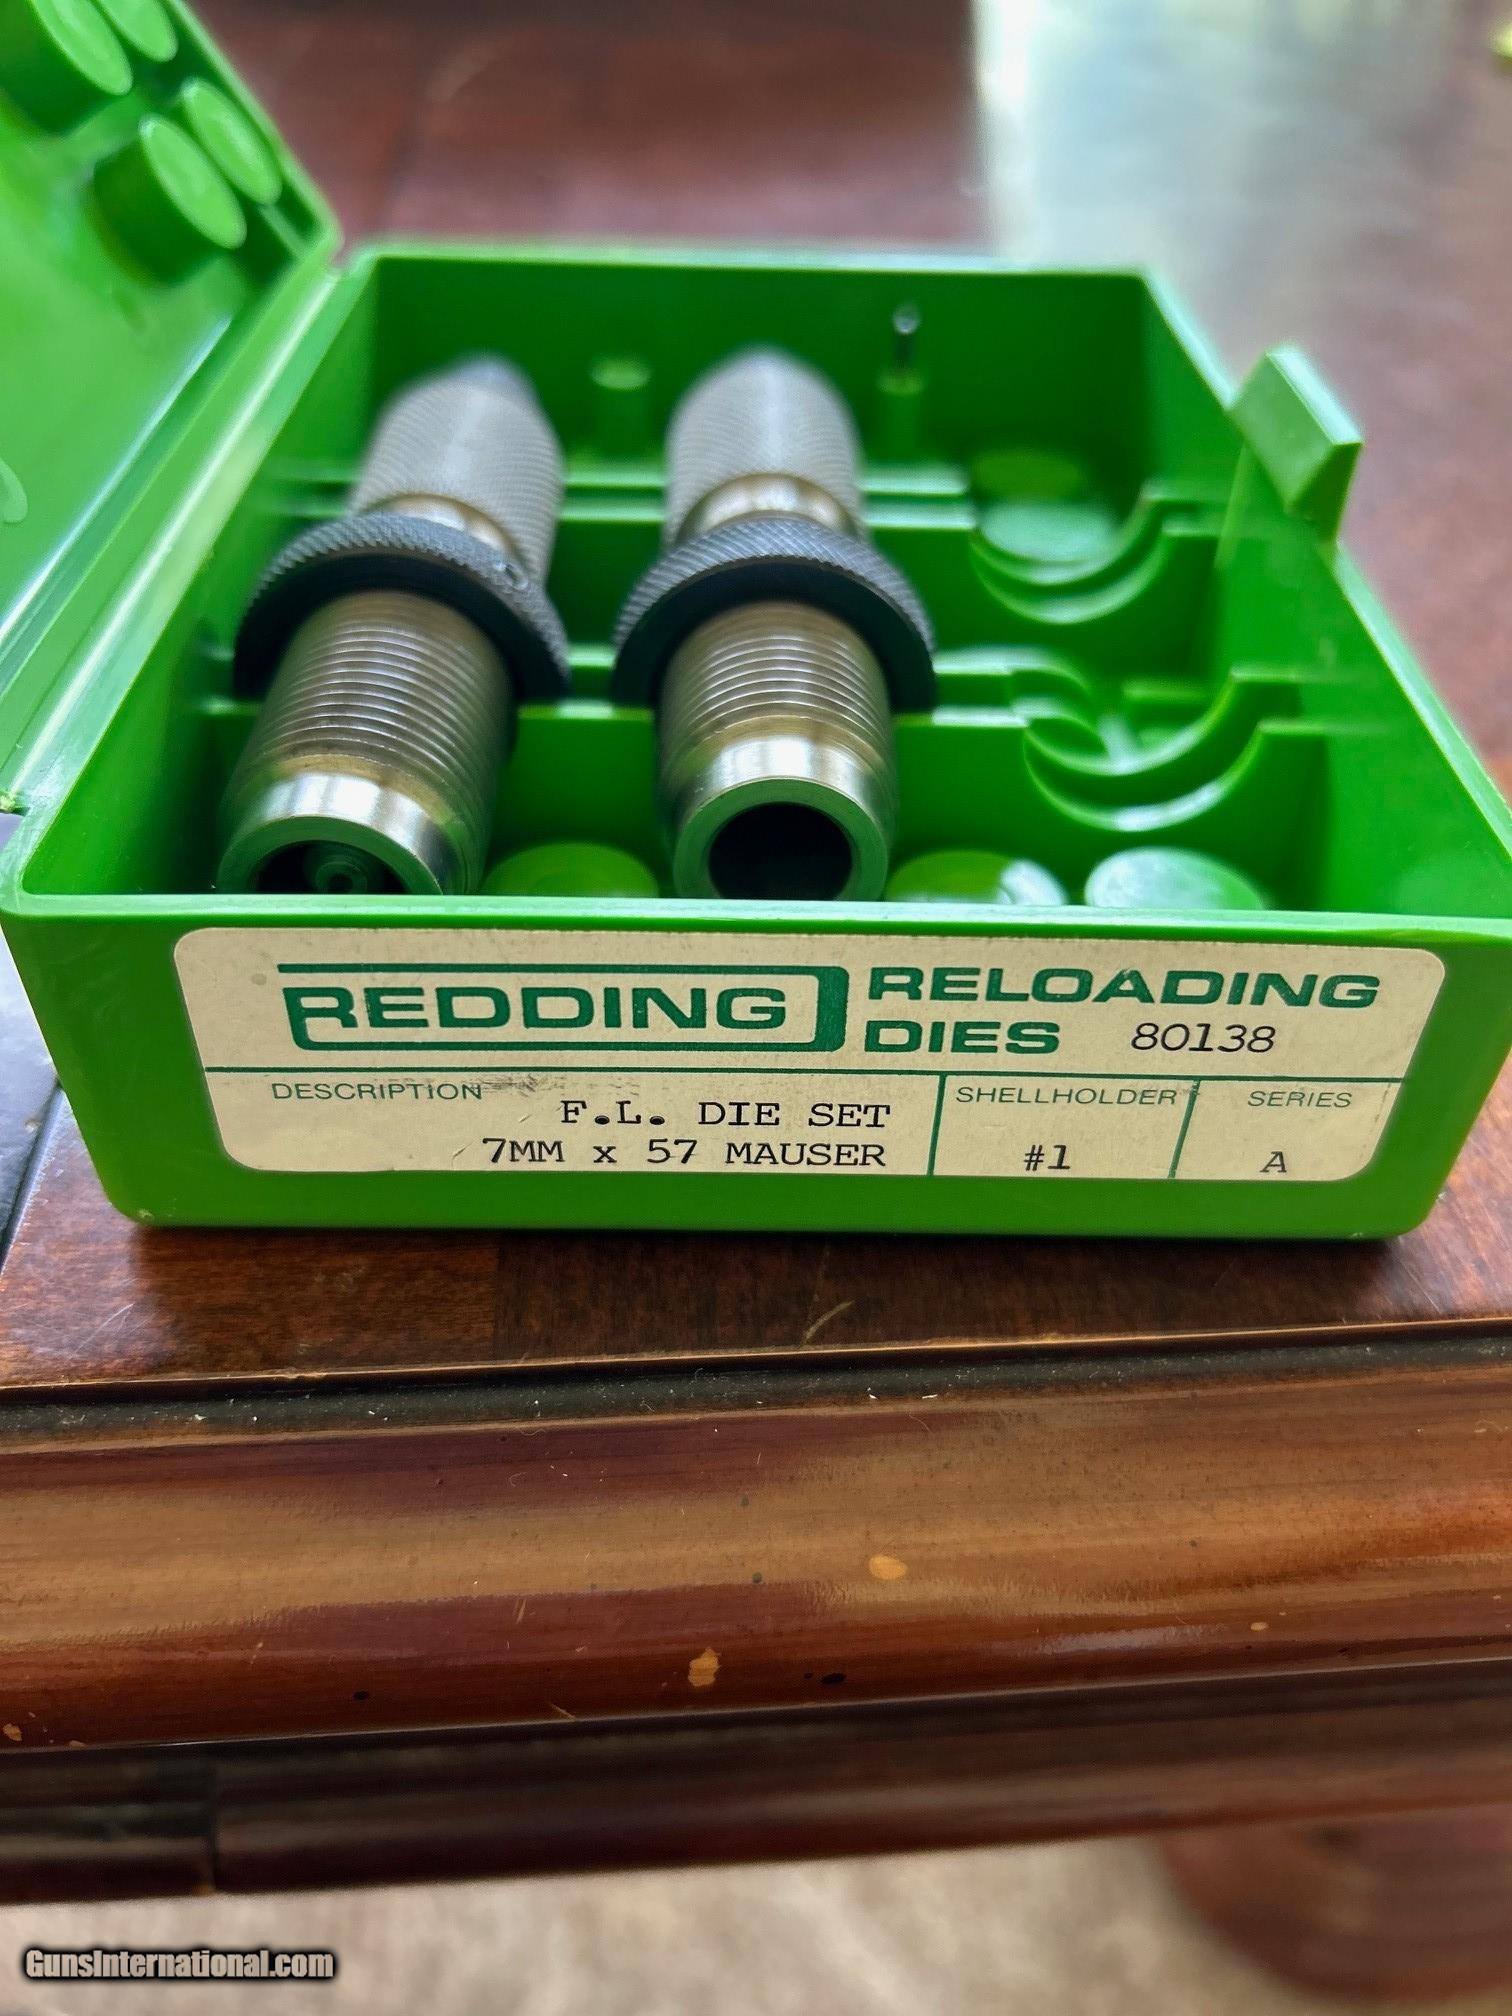 REDDING RELOADING
DIES 80138
DESCRIPTION
F.L. DIE SET
7MM x 57 MAUSER
SHELLHOLDER
#1
SERIES
A
GunsInternational.com